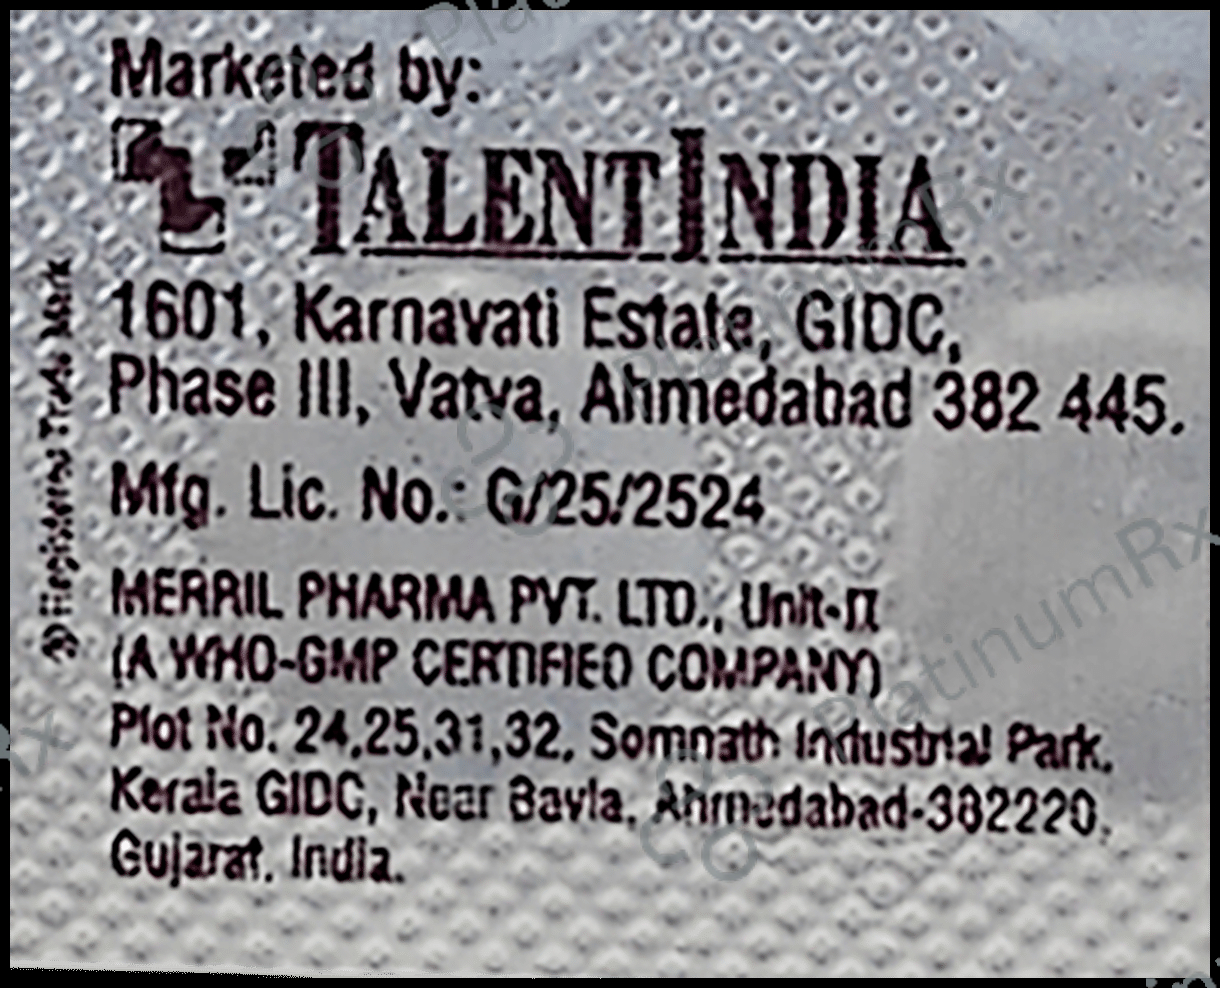 Marketed by:
TALENTINDIA
1601, Karnavati Estate, GIDC,
Phase III, Vatva, Ahmedabad 382 445.
Mfg. Lic. No.: G/25/2524
MERRIL PHARMA PVT. LTD., Unit-II
(A WHO-GMP CERTIFIED COMPANY)
Plot No. 24,25,31,32, Somnath Industrial Park,
Kerala GIDC, Near Bavla, Ahmedabad-382220,
Gujarat, India.
Registered Trade Mark
PlatinumRx